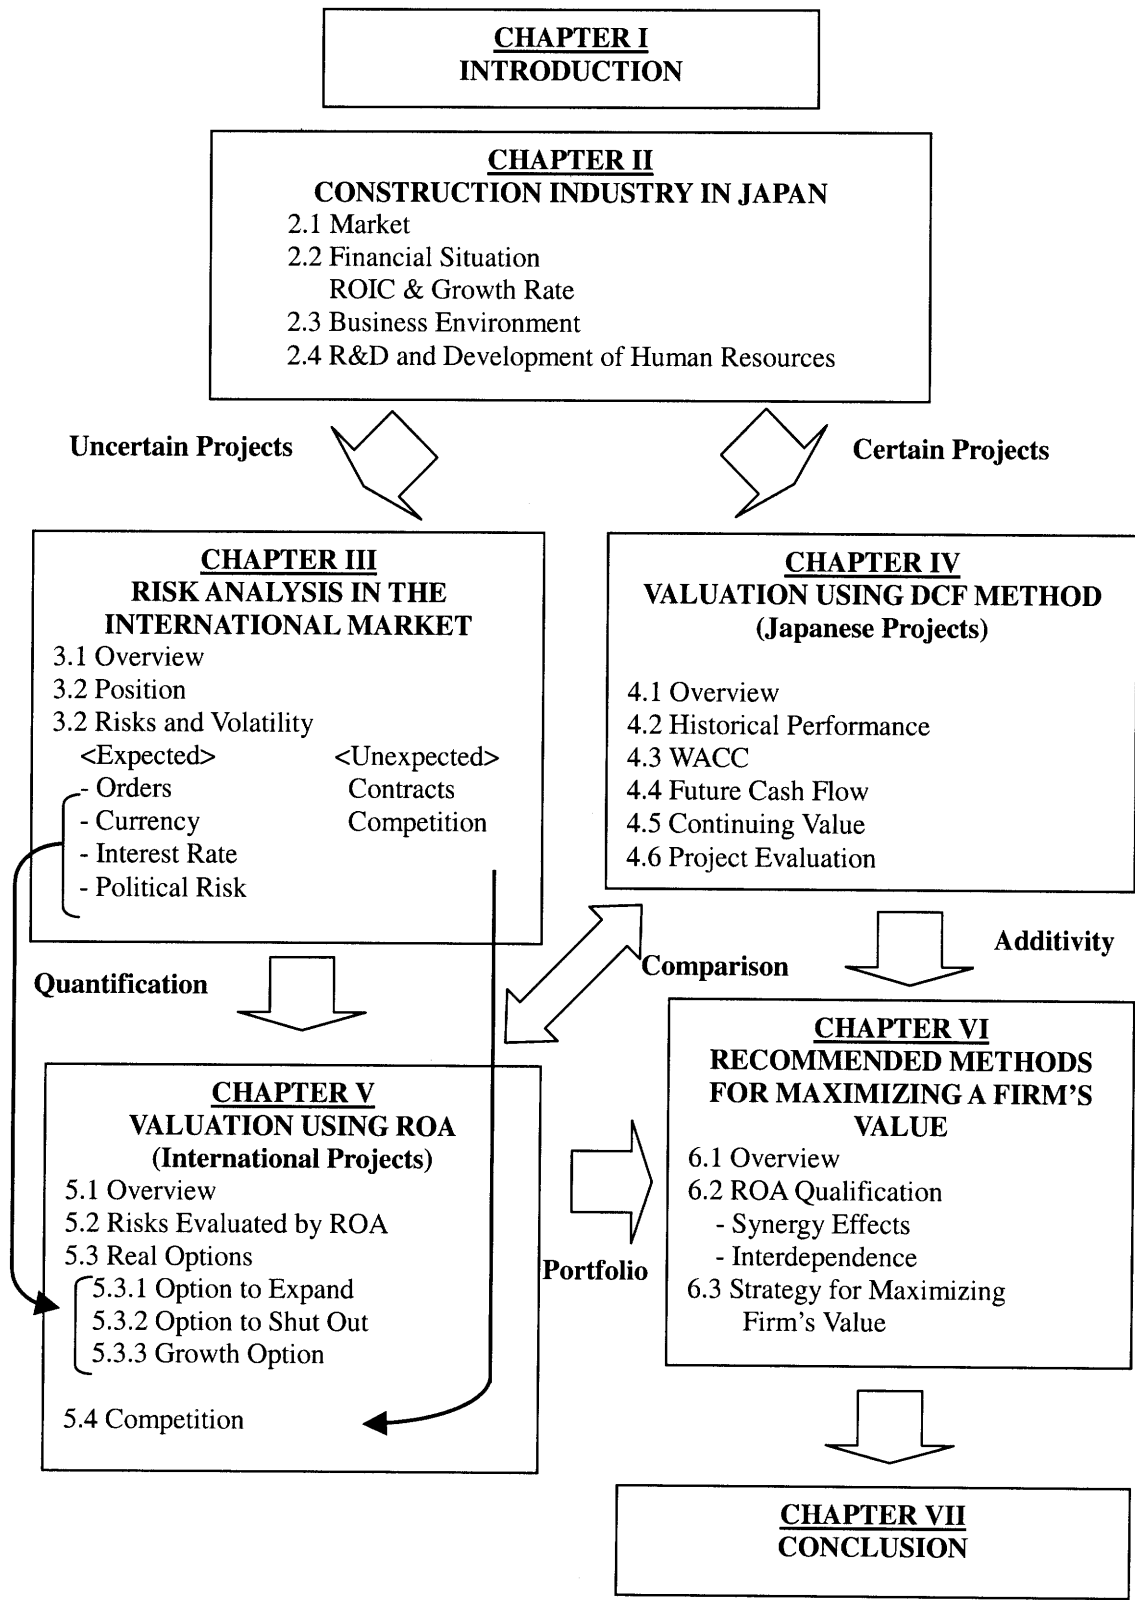 CHAPTER I
INTRODUCTION
CHAPTER II
CONSTRUCTION INDUSTRY IN JAPAN
2.1 Market
2.2 Financial Situation
ROIC & Growth Rate
2.3 Business Environment
2.4 R&D and Development of Human Resources
Uncertain Projects
Certain Projects
CHAPTER III
RISK ANALYSIS IN THE
INTERNATIONAL MARKET
3.1 Overview
3.2 Position
3.2 Risks and Volatility
<Expected> <Unexpected>
- Orders Contracts
- Currency Competition
- Interest Rate
- Political Risk
CHAPTER IV
VALUATION USING DCF METHOD
(Japanese Projects)
4.1 Overview
4.2 Historical Performance
4.3 WACC
4.4 Future Cash Flow
4.5 Continuing Value
4.6 Project Evaluation
Quantification
Comparison
Additivity
CHAPTER V
VALUATION USING ROA
(International Projects)
5.1 Overview
5.2 Risks Evaluated by ROA
5.3 Real Options
5.3.1 Option to Expand
5.3.2 Option to Shut Out
5.3.3 Growth Option
5.4 Competition
Portfolio
CHAPTER VI
RECOMMENDED METHODS
FOR MAXIMIZING A FIRM'S
VALUE
6.1 Overview
6.2 ROA Qualification
- Synergy Effects
- Interdependence
6.3 Strategy for Maximizing
Firm's Value
CHAPTER VII
CONCLUSION